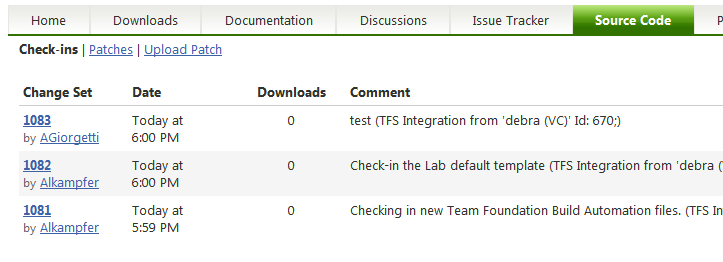 Home Downloads Documentation Discussions Issue Tracker Source Code P
Check-ins | Patches | Upload Patch
Change Set Date Downloads Comment
1083 Today at 0 test (TFS Integration from 'debra (VC)' Id: 670;)
by AGiorgetti 6:00 PM
1082 Today at 0 Check-in the Lab default template (TFS Integration from 'debra (
by Alkampfer 6:00 PM
1081 Today at 0 Checking in new Team Foundation Build Automation files. (TFS In
by Alkampfer 5:59 PM